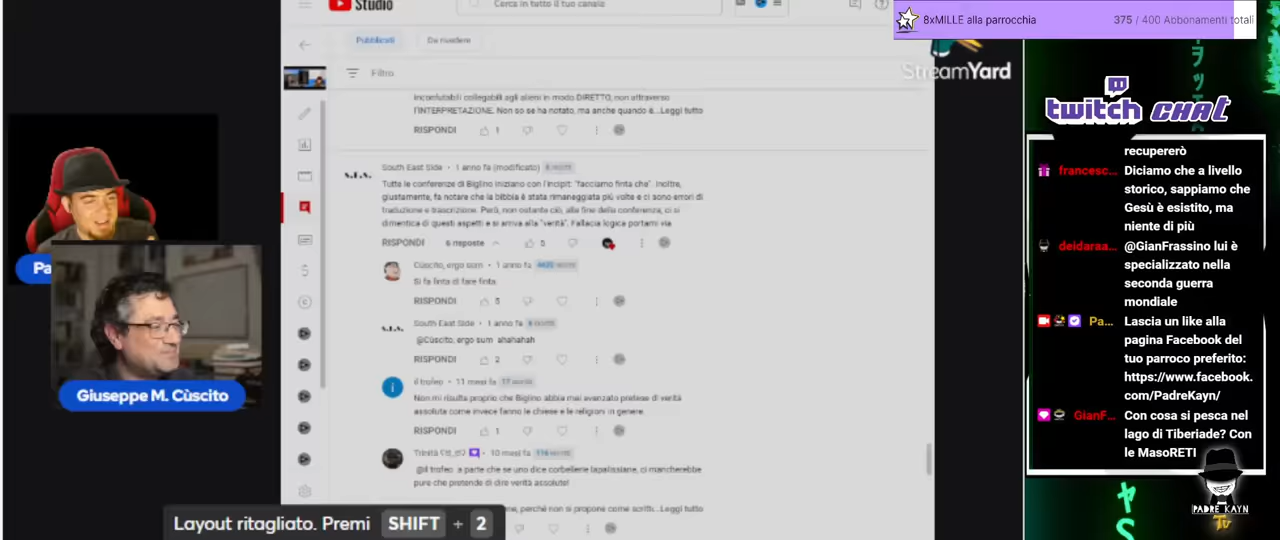 Studio
Cerca in tutto il tuo canale
8xMILLE alla parrocchia
375 / 400 Abbonamenti totali
Pubblicati
Da rivedere
StreamYard
Filtro
inconfutabili collegabili agli alieni in modo DIRETTO, non attraverso
l'INTERPRETAZIONE. Non so se ha notato, ma anche quando è...Leggi tutto
RISPONDI
1
South East Side • 1 anno fa (modificato)
Tutte le conferenze di Biglino iniziano con l'incipit: "facciamo finta che". Inoltre,
giustamente, fa notare che la bibbia è stata rimaneggiata più volte e ci sono errori di
traduzione e trascrizione. Però, non ostante ciò, alla fine della conferenza, ci si
dimentica di questi aspetti e si arriva alla "verità". Fallacia logica portami via
RISPONDI
6 risposte
5
Cùscito, ergo sum • 1 anno fa
Si fa finta di fare finta.
RISPONDI
5
South East Side • 1 anno fa
@Cùscito, ergo sum ahahahah
RISPONDI
2
il trofeo • 11 mesi fa
Non mi risulta proprio che Biglino abbia mai avanzato pretese di verità
assolute come invece fanno le chiese e le religioni in genere.
RISPONDI
1
Trinità
• 10 mesi fa
@il trofeo a parte che se uno dice corbellerie lapalissiane, ci mancherebbe
pure che pretende di dire verità assolute!
perché non si propone come scritti...Leggi tutto
Pa
Giuseppe M. Cùscito
Layout ritagliato. Premi SHIFT + 2
twitch CHAT
recupererò
francesc... Diciamo che a livello
storico, sappiamo che
Gesù è esistito, ma
niente di più
deidaraa... @GianFrassino lui è
specializzato nella
seconda guerra
mondiale
Pa... Lascia un like alla
pagina Facebook del
tuo parroco preferito:
https://www.facebook.
com/PadreKayn/
GianF... Con cosa si pesca nel
lago di Tiberiade? Con
le MasoRETI
PADRE KAYN
Tv